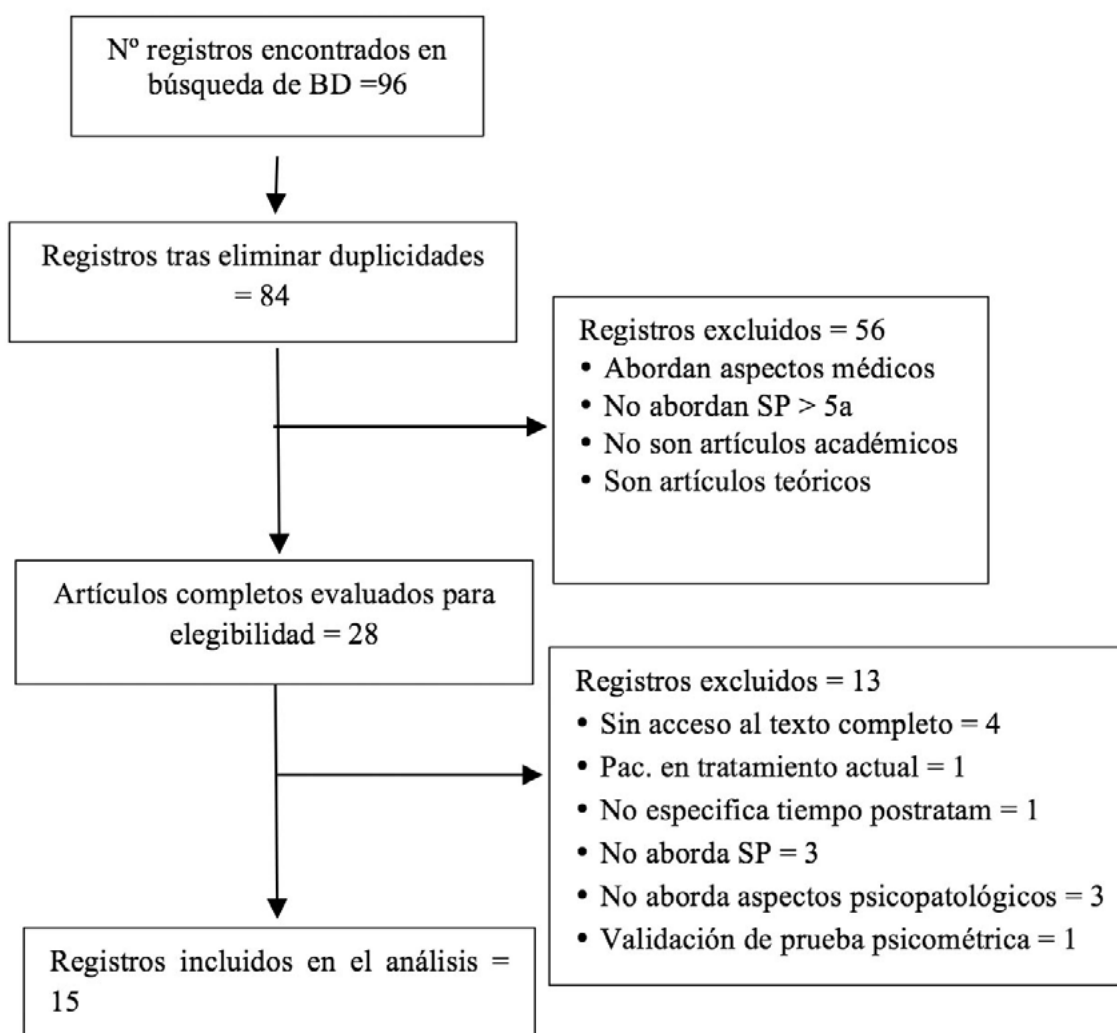 Nº registros encontrados en
búsqueda de BD =96
Registros tras eliminar duplicidades
= 84
Registros excluidos = 56
• Abordan aspectos médicos
• No abordan SP > 5a
• No son artículos académicos
• Son artículos teóricos
Artículos completos evaluados para
elegibilidad = 28
Registros excluidos = 13
• Sin acceso al texto completo = 4
• Pac. en tratamiento actual = 1
• No especifica tiempo postratam = 1
• No aborda SP = 3
• No aborda aspectos psicopatológicos = 3
• Validación de prueba psicométrica = 1
Registros incluidos en el análisis =
15